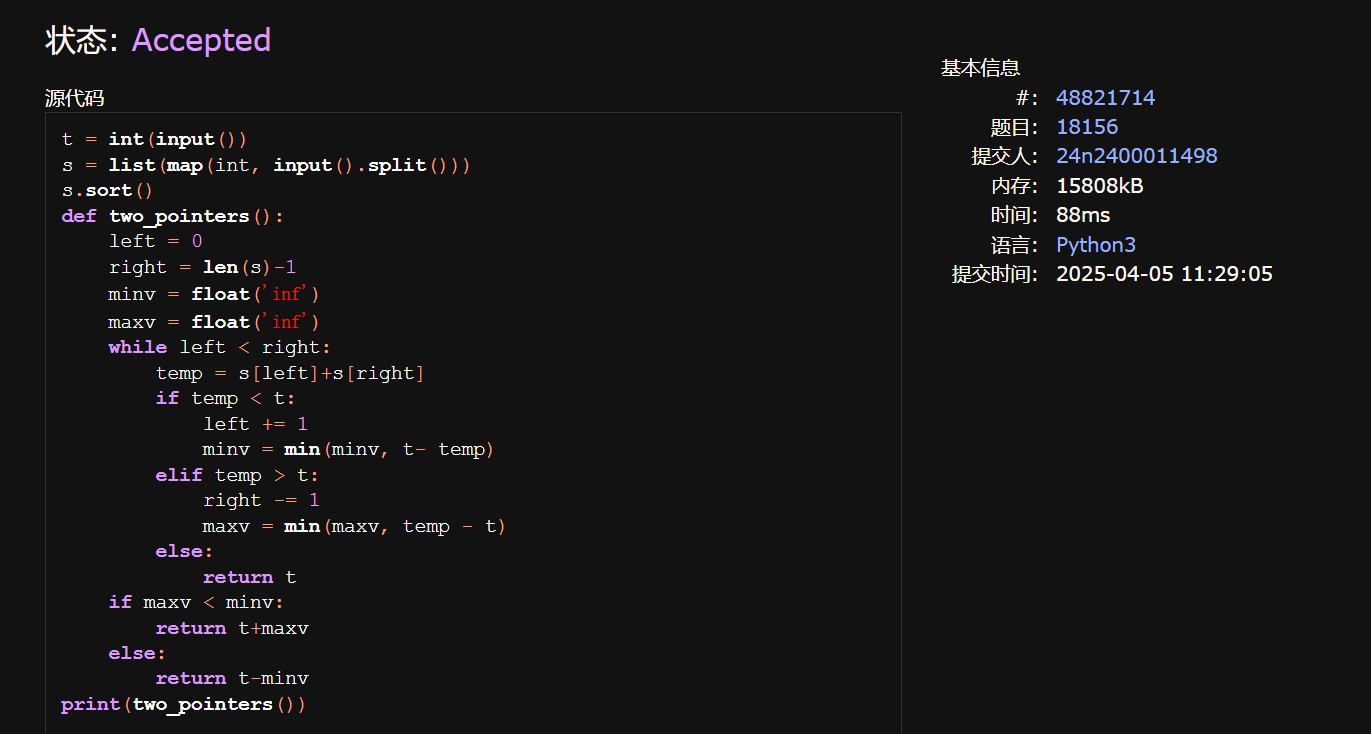 状态: Accepted
源代码
t = int(input())
s = list(map(int, input().split()))
s.sort()
def two_pointers():
    left = 0
    right = len(s)-1
    minv = float('inf')
    maxv = float('inf')
    while left < right:
        temp = s[left]+s[right]
        if temp < t:
            left += 1
            minv = min(minv, t- temp)
        elif temp > t:
            right -= 1
            maxv = min(maxv, temp - t)
        else:
            return t
    if maxv < minv:
        return t+maxv
    else:
        return t-minv
print(two_pointers())
基本信息
#: 48821714
题目: 18156
提交人: 24n2400011498
内存: 15808kB
时间: 88ms
语言: Python3
提交时间: 2025-04-05 11:29:05